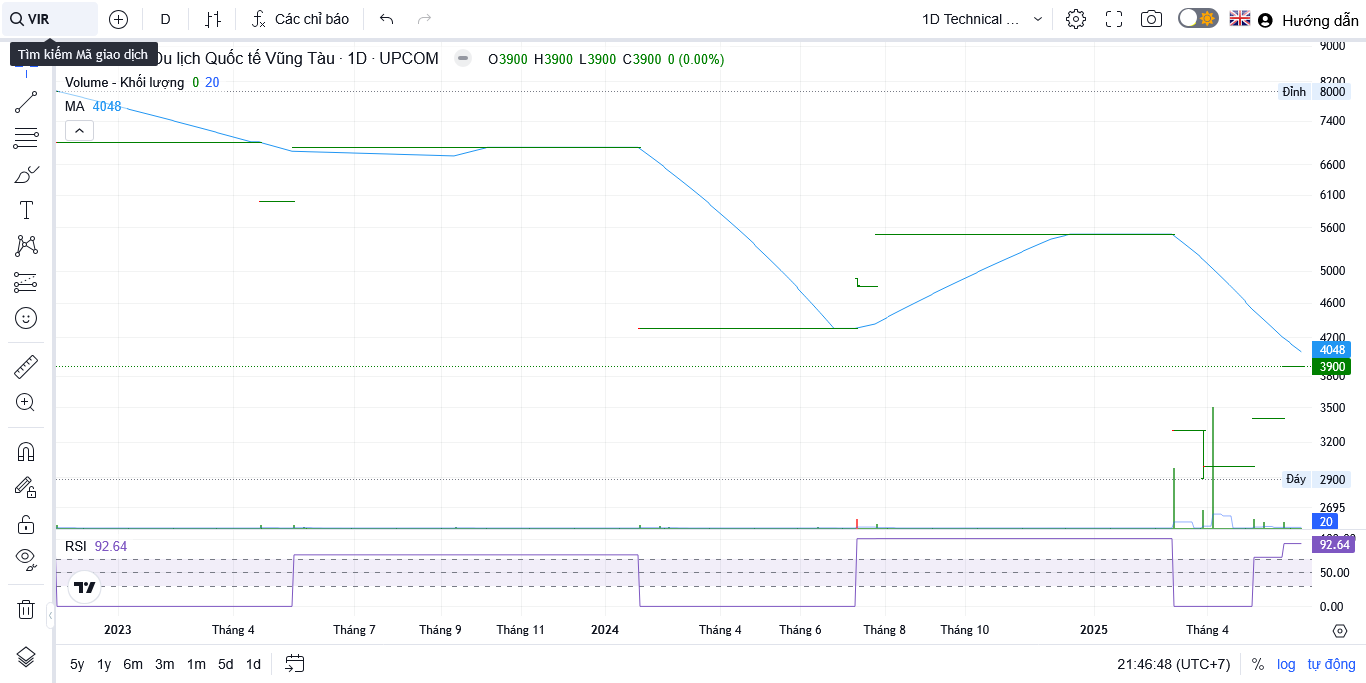 VIR D Các chỉ báo 1D Technical ... Hướng dẫn
Tìm kiếm Mã giao dịch
Du lịch Quốc tế Vũng Tàu · 1D · UPCOM O3900 H3900 L3900 C3900 0 (0.00%)
Volume - Khối lượng 0 20
MA 4048
9000
8200
Đỉnh 8000
7400
6600
6100
5600
5000
4600
4200
4048
3900
3800
3500
3200
Đáy 2900
2695
20
RSI 92.64
100.00
92.64
50.00
0.00
2023 Tháng 4 Tháng 7 Tháng 9 Tháng 11 2024 Tháng 4 Tháng 6 Tháng 8 Tháng 10 2025 Tháng 4
5y 1y 6m 3m 1m 5d 1d 21:46:48 (UTC+7) % log tự động